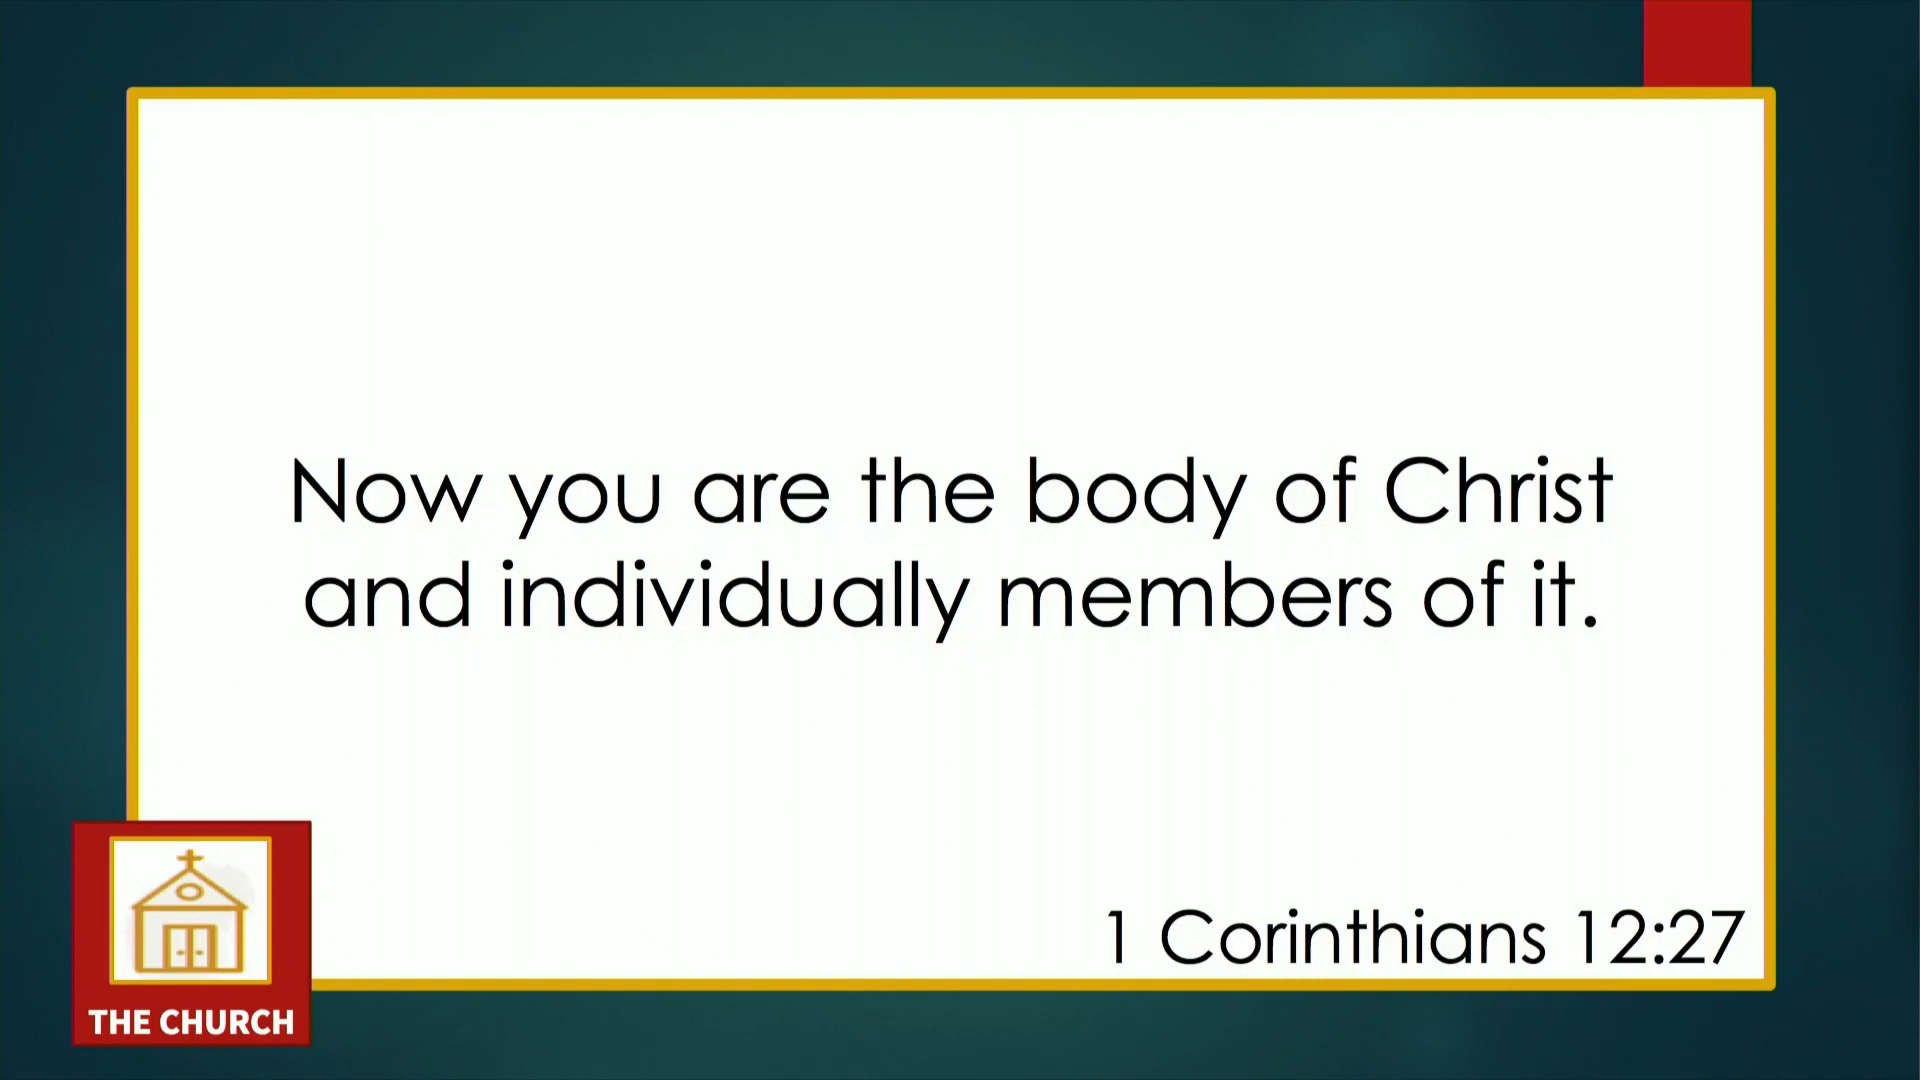 Now you are the body of Christ
and individually members of it.
1 Corinthians 12:27
THE CHURCH